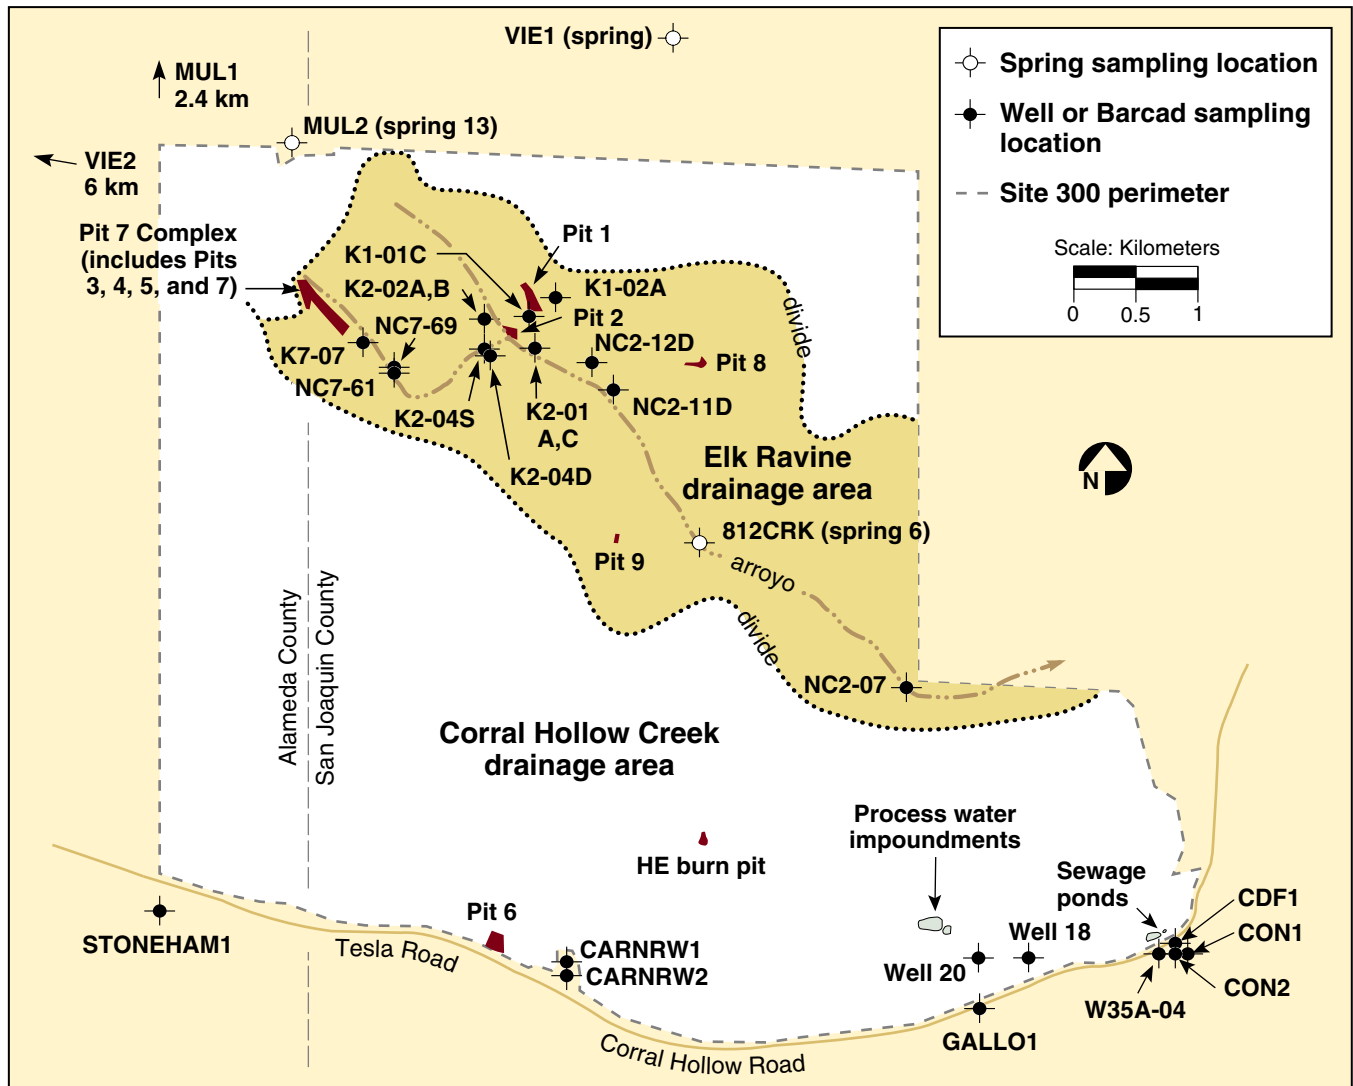 VIE1 (spring)
Spring sampling location
Well or Barcad sampling
location
Site 300 perimeter
Scale: Kilometers
0 0.5 1
MUL1
2.4 km
MUL2 (spring 13)
VIE2
6 km
Pit 7 Complex
(includes Pits
3, 4, 5, and 7)
Pit 1
K1-01C
K1-02A
K2-02A,B
Pit 2
NC7-69
NC2-12D
divide
K7-07
Pit 8
NC7-61
NC2-11D
K2-04S
K2-01
A,C
K2-04D
Elk Ravine
drainage area
N
812CRK (spring 6)
Pit 9
arroyo
divide
Alameda County
San Joaquin County
NC2-07
Corral Hollow Creek
drainage area
Process water
impoundments
HE burn pit
Sewage
ponds
CDF1
Pit 6
STONEHAM1
Tesla Road
CARNRW1
CARNRW2
Well 18
CON1
Well 20
CON2
W35A-04
GALLO1
Corral Hollow Road